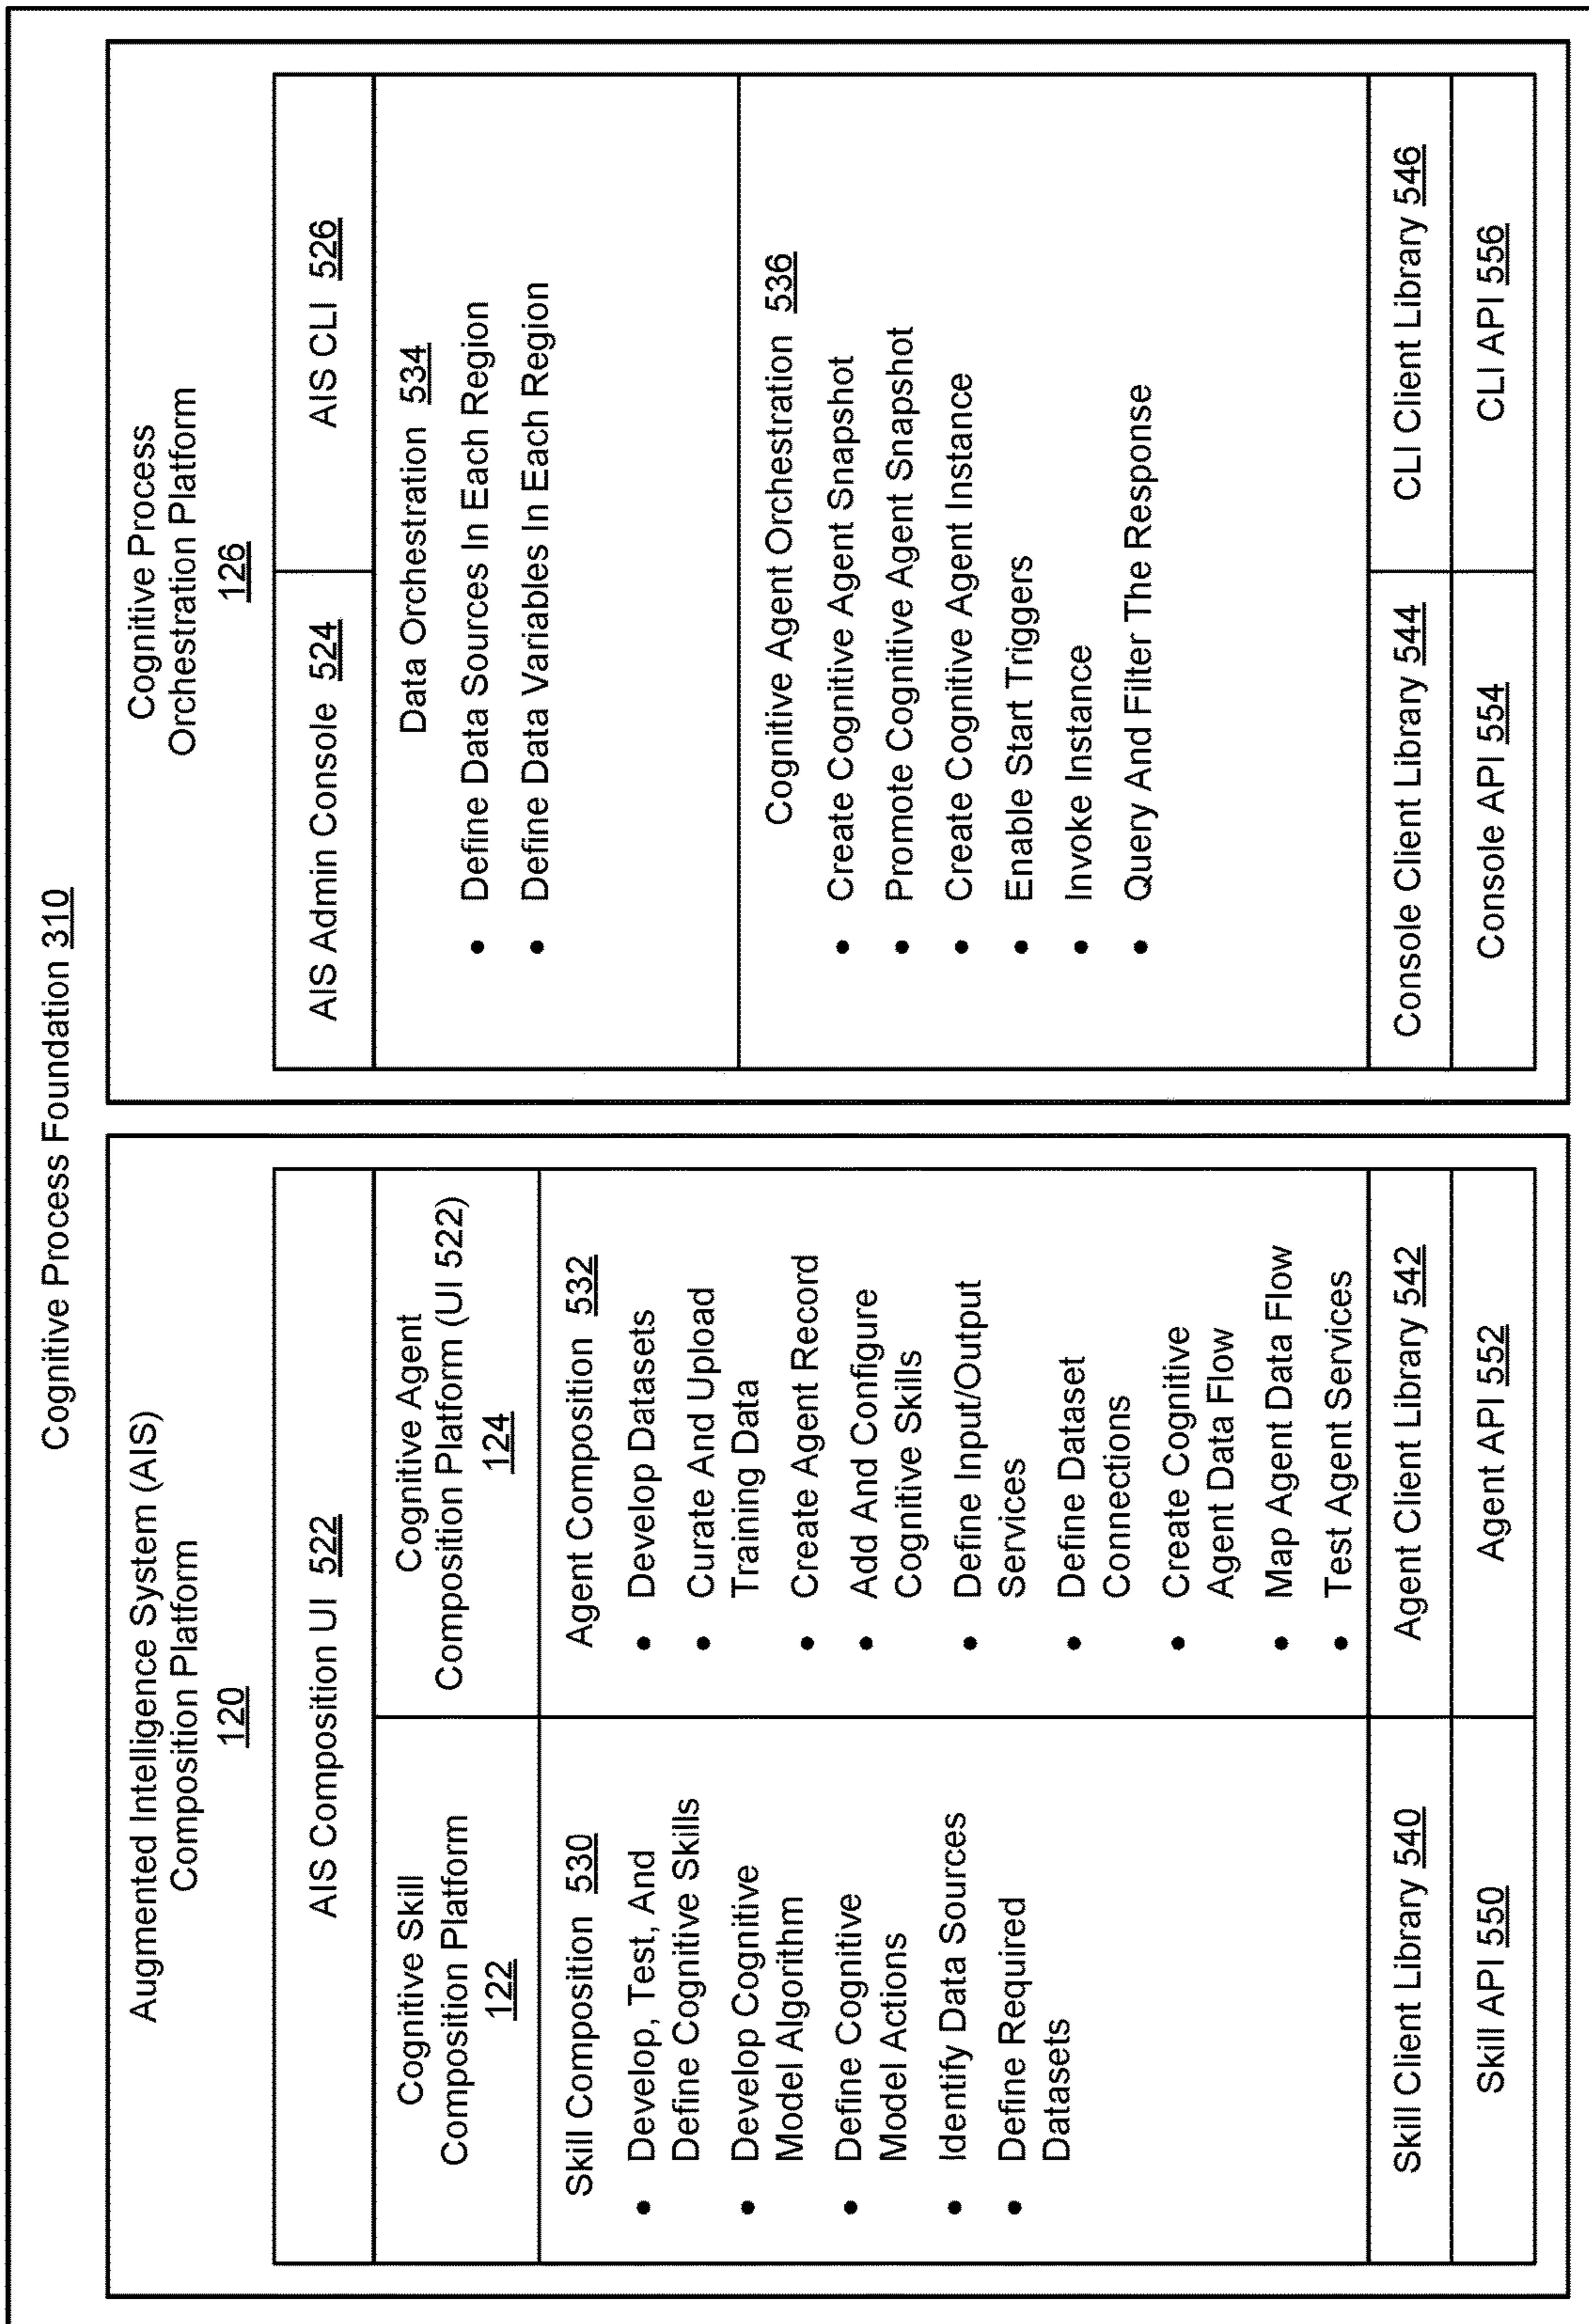 Cognitive Process Foundation 310
Augmented Intelligence System (AIS)
Composition Platform
120
AIS Composition UI 522
Cognitive Skill
Composition Platform
122
Skill Composition 530
• Develop, Test, And
Define Cognitive Skills
• Develop Cognitive
Model Algorithm
• Define Cognitive
Model Actions
• Identify Data Sources
• Define Required
Datasets
Skill Client Library 540
Skill API 550
Cognitive Agent
Composition Platform (UI 522)
124
Agent Composition 532
• Develop Datasets
• Curate And Upload
Training Data
• Create Agent Record
• Add And Configure
Cognitive Skills
• Define Input/Output
Services
• Define Dataset
Connections
• Create Cognitive
Agent Data Flow
• Map Agent Data Flow
• Test Agent Services
Agent Client Library 542
Agent API 552
Cognitive Process
Orchestration Platform
126
AIS Admin Console 524
AIS CLI 526
Data Orchestration 534
• Define Data Sources In Each Region
• Define Data Variables In Each Region
Cognitive Agent Orchestration 536
• Create Cognitive Agent Snapshot
• Promote Cognitive Agent Snapshot
• Create Cognitive Agent Instance
• Enable Start Triggers
• Invoke Instance
• Query And Filter The Response
Console Client Library 544
CLI Client Library 546
Console API 554
CLI API 556